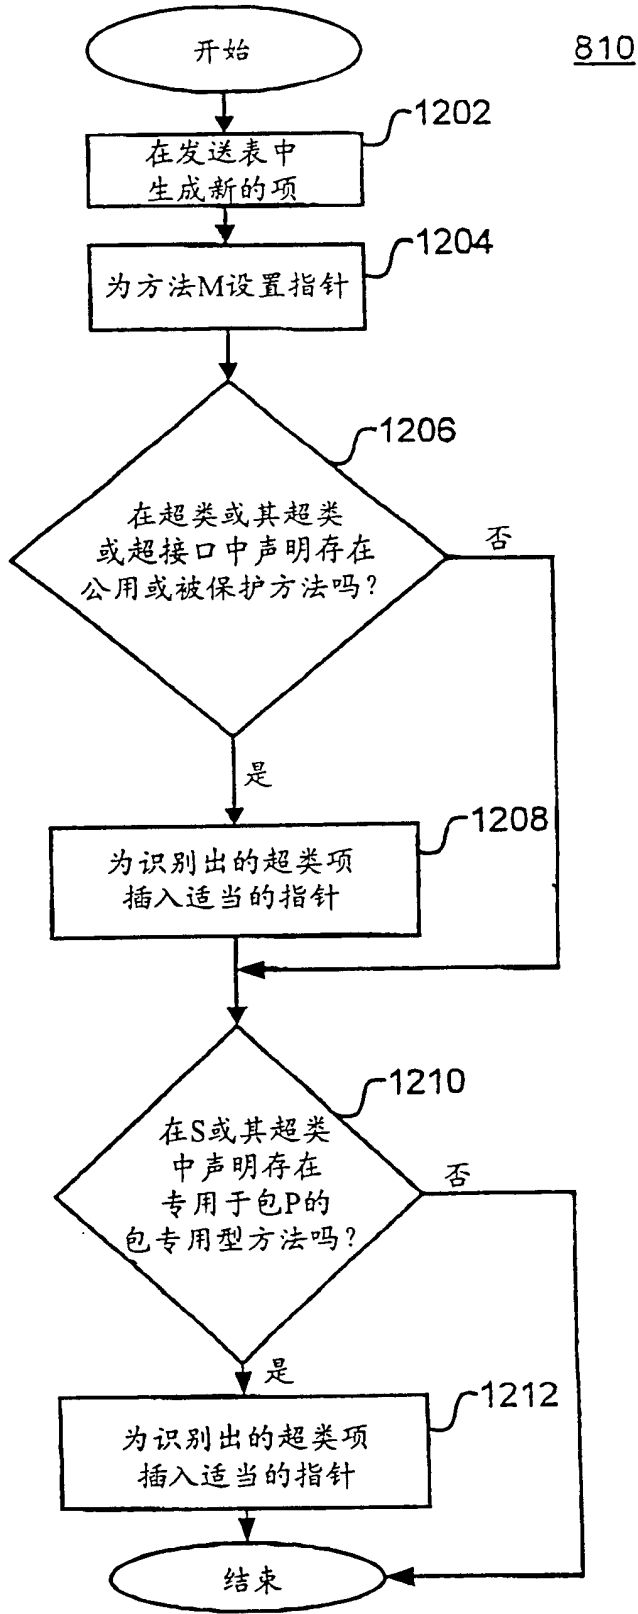 开始
810
1202
在发送表中
生成新的项
1204
为方法M设置指针
1206
在超类或其超类
或超接口中声明存在
公用或被保护方法吗？
否
是
1208
为识别出的超类项
插入适当的指针
1210
在S或其超类
中声明存在
专用于包P的
包专用型方法吗？
否
是
1212
为识别出的超类项
插入适当的指针
结束